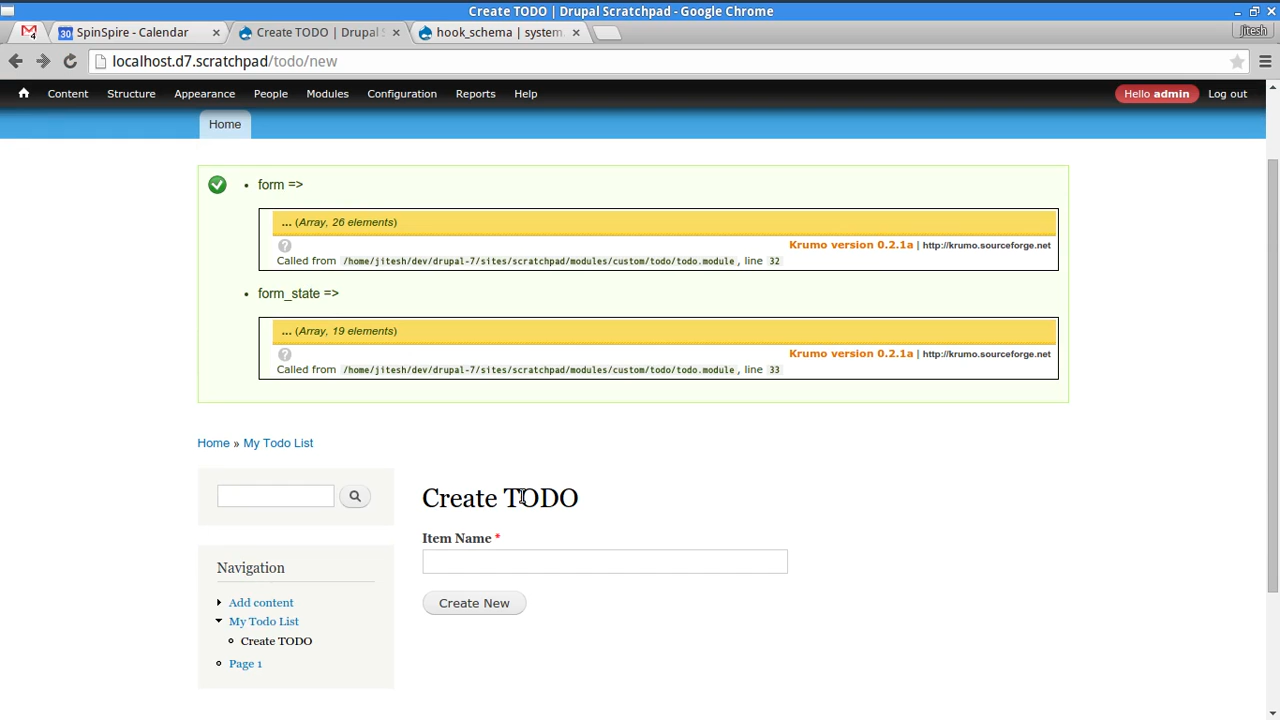 Create TODO | Drupal Scratchpad - Google Chrome
4 30 SpinSpire - Calendar × Create TODO | Drupal × hook_schema | system × Jitesh
localhost.d7.scratchpad/todo/new
Content Structure Appearance People Modules Configuration Reports Help Hello admin Log out
Home
• form =>
... (Array, 26 elements)
? Krumo version 0.2.1a | http://krumo.sourceforge.net
Called from /home/jitesh/dev/drupal-7/sites/scratchpad/modules/custom/todo/todo.module, line 32
• form_state =>
... (Array, 19 elements)
? Krumo version 0.2.1a | http://krumo.sourceforge.net
Called from /home/jitesh/dev/drupal-7/sites/scratchpad/modules/custom/todo/todo.module, line 33
Home » My Todo List
Create TODO
Item Name *
Create New
Navigation
Add content
My Todo List
Create TODO
Page 1